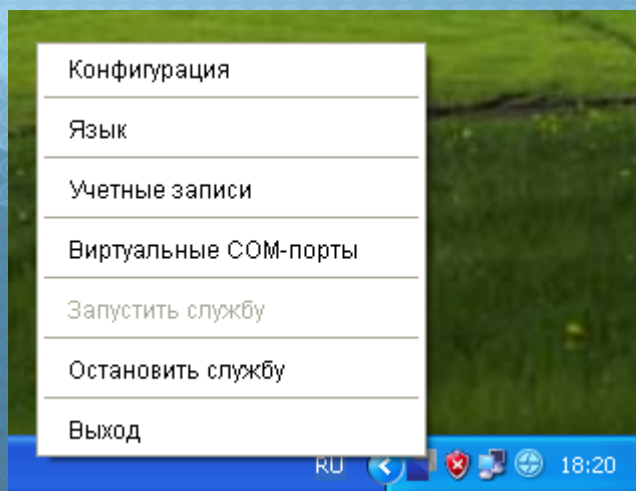 Конфигурация
Язык
Учетные записи
Виртуальные COM-порты
Запустить службу
Остановить службу
Выход
RU 18:20